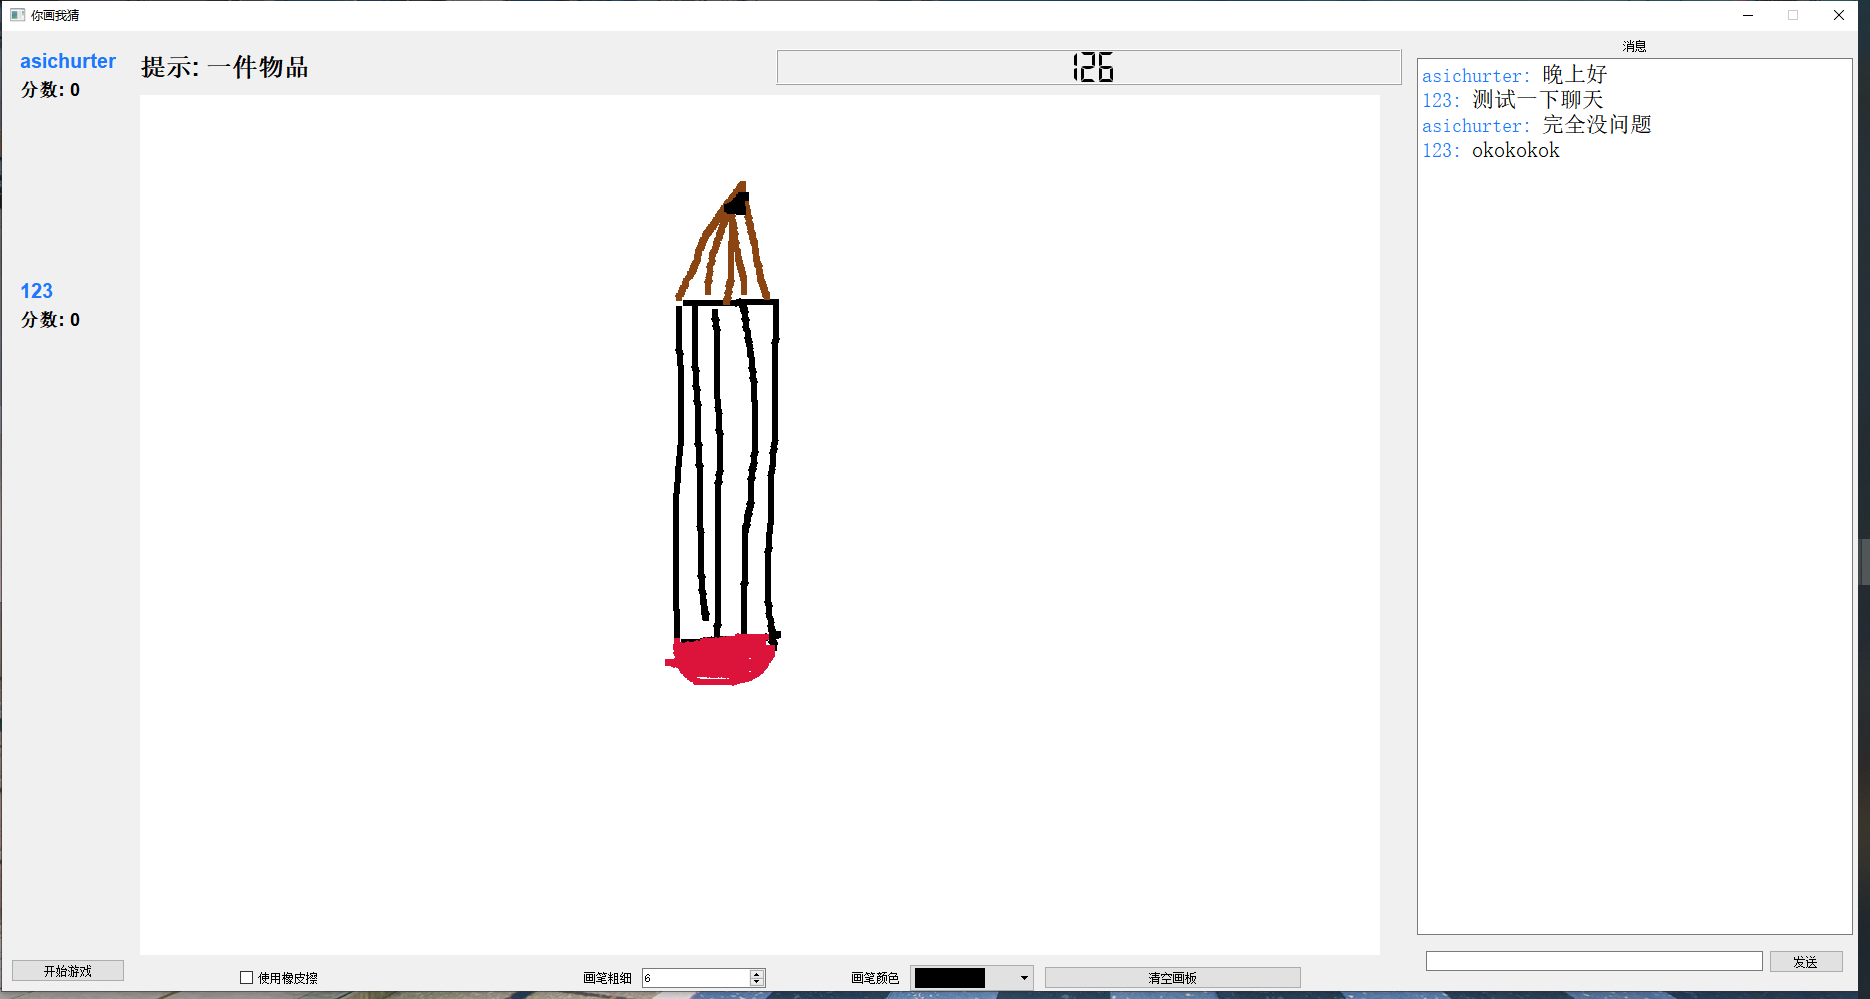 你画我猜
asichurter
分数: 0
提示: 一件物品
126
123
分数: 0
消息
asichurter: 晚上好
123: 测试一下聊天
asichurter: 完全没问题
123: okokokok
开始游戏
使用橡皮擦
画笔粗细
6
画笔颜色
清空画板
发送